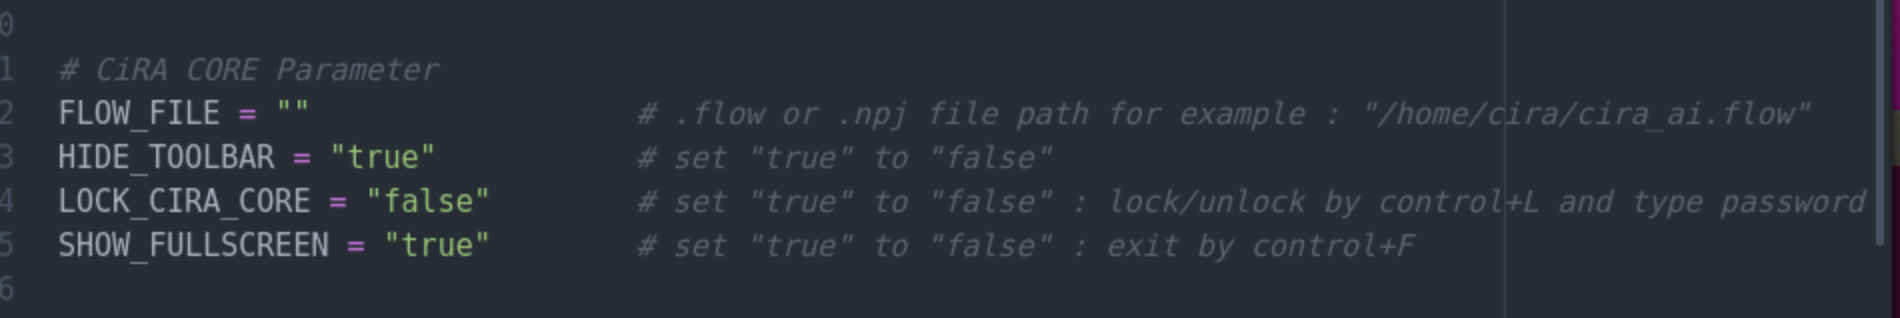 0
1 # CiRA CORE Parameter
2 FLOW_FILE = "" # .flow or .npj file path for example : "/home/cira/cira_ai.flow"
3 HIDE_TOOLBAR = "true" # set "true" to "false"
4 LOCK_CIRA_CORE = "false" # set "true" to "false" : lock/unlock by control+L and type password
5 SHOW_FULLSCREEN = "true" # set "true" to "false" : exit by control+F
6